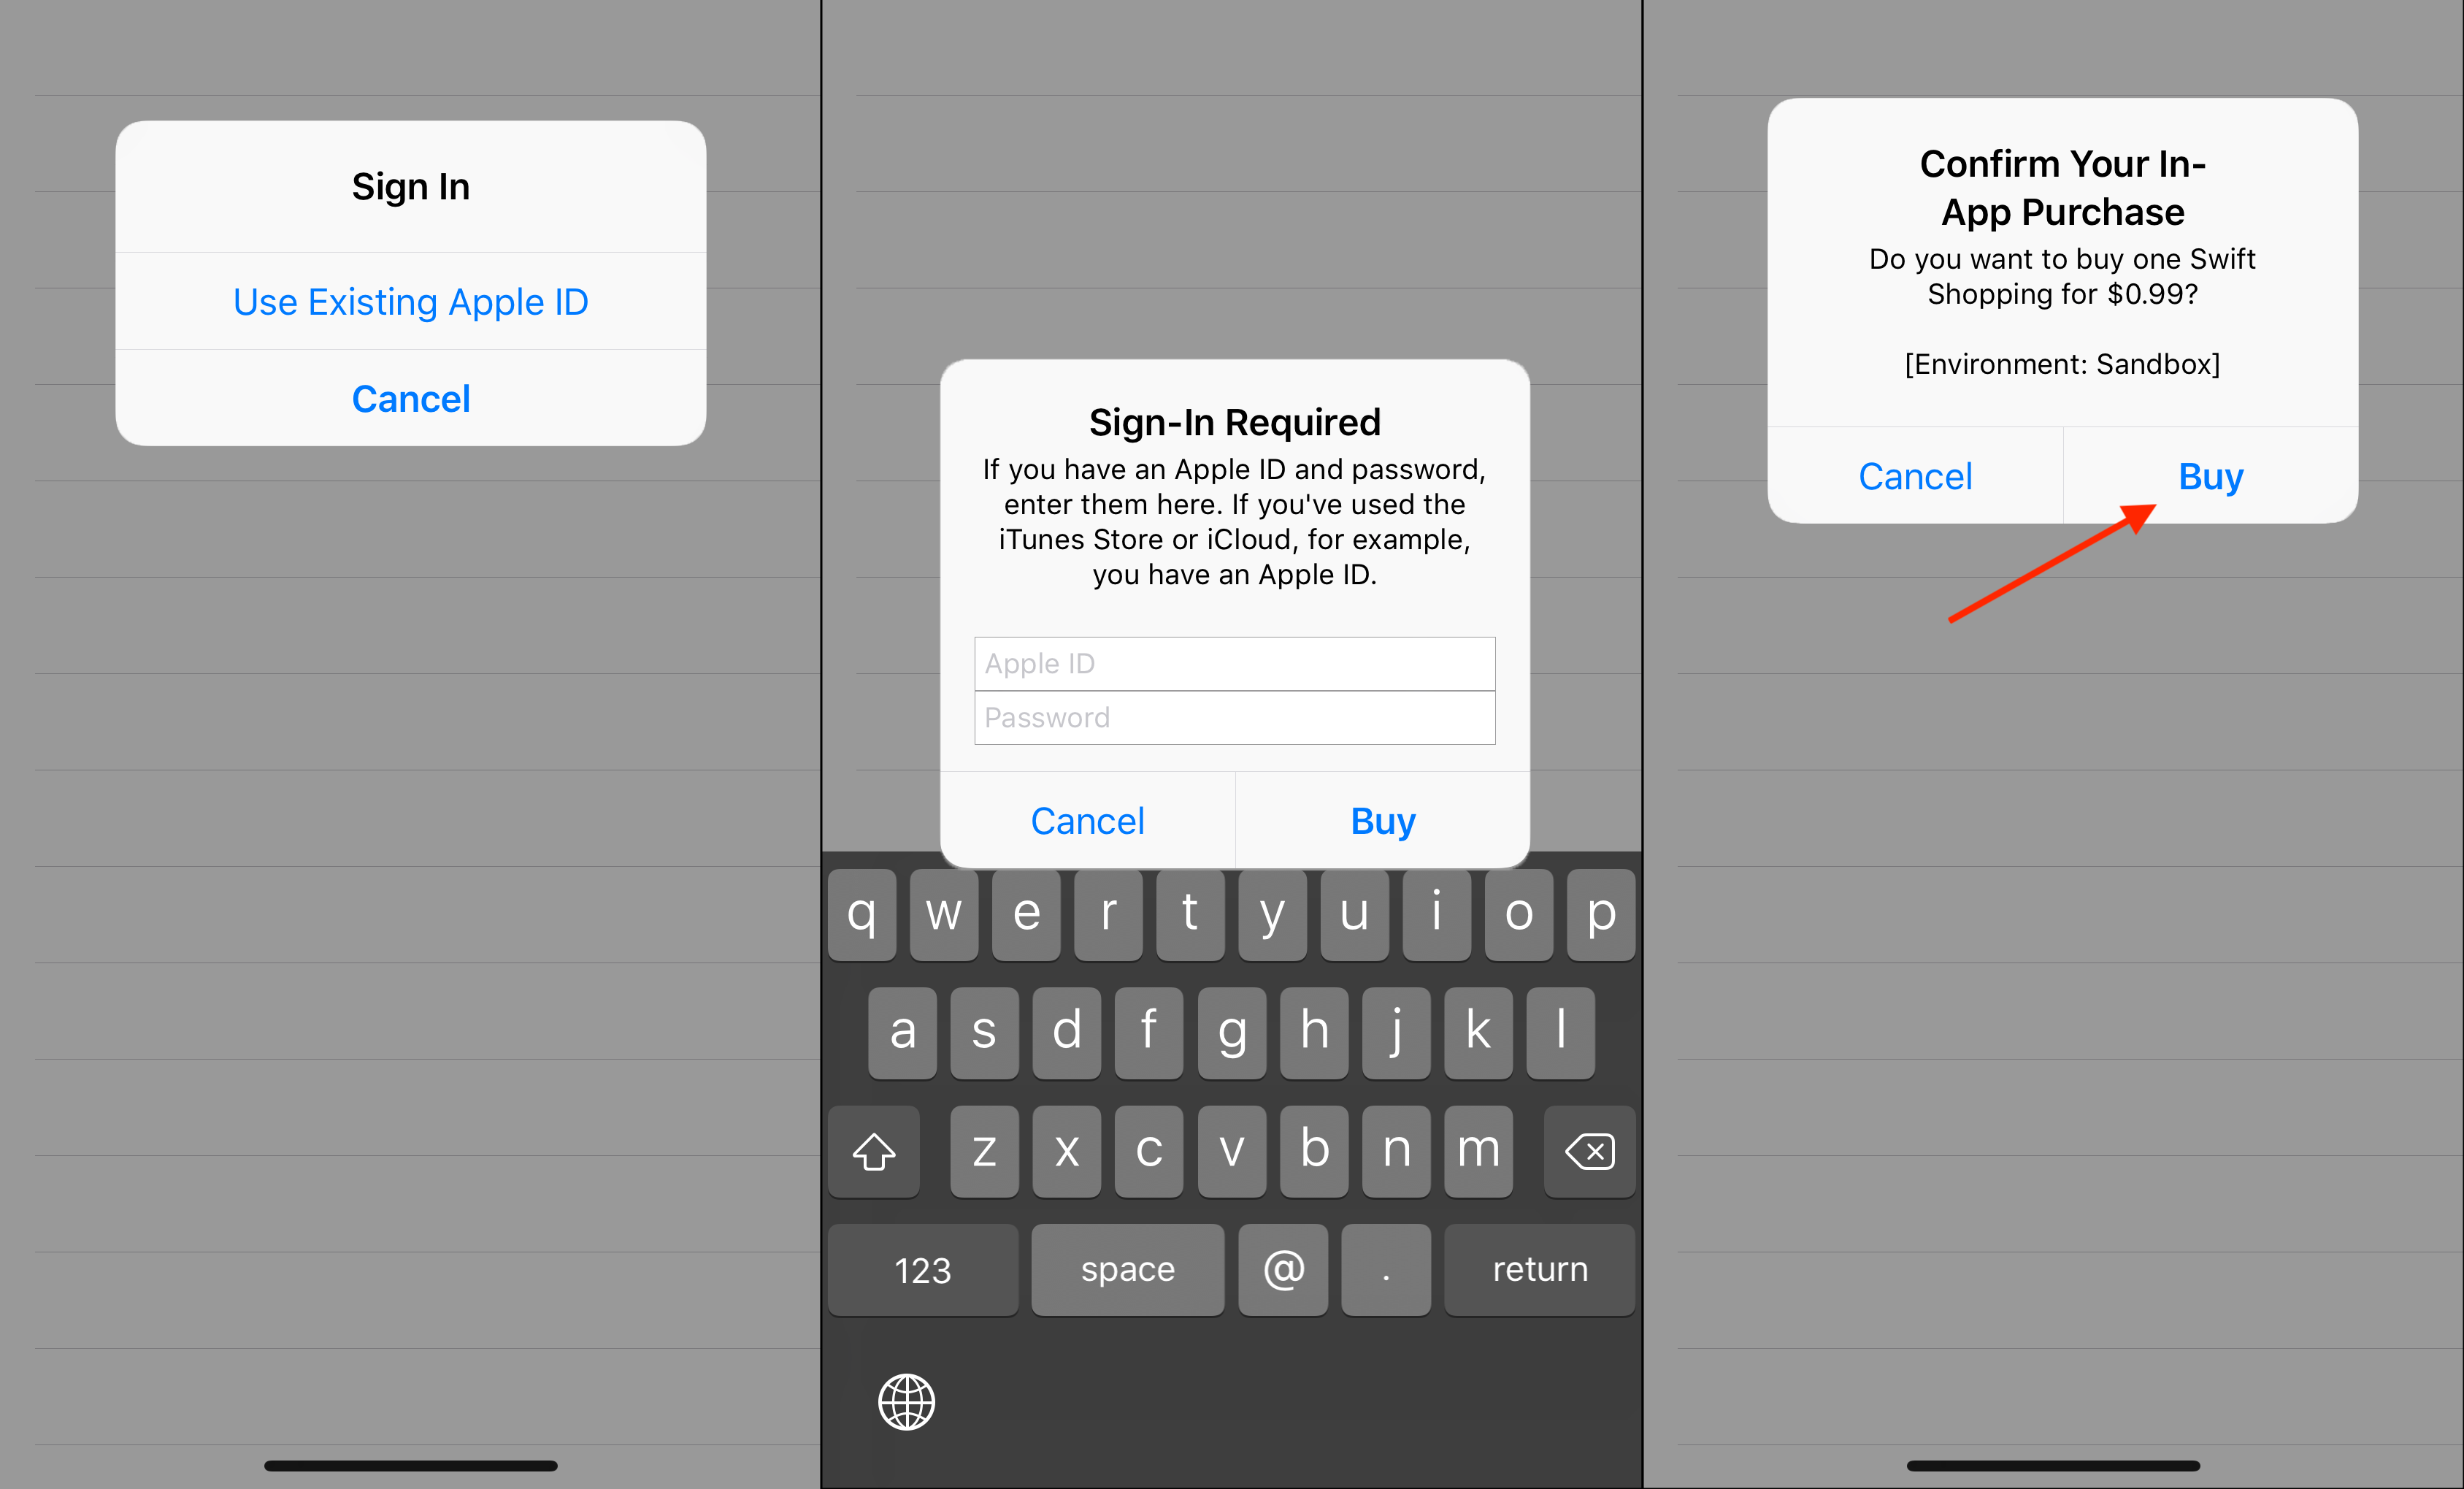 Sign In
Use Existing Apple ID
Cancel
Sign-In Required
If you have an Apple ID and password,
enter them here. If you've used the
iTunes Store or iCloud, for example,
you have an Apple ID.
Apple ID
Password
Cancel
Buy
q w e r t y u i o p
a s d f g h j k l
z x c v b n m
123 space @ . return
Confirm Your In-
App Purchase
Do you want to buy one Swift
Shopping for $0.99?
[Environment: Sandbox]
Cancel
Buy